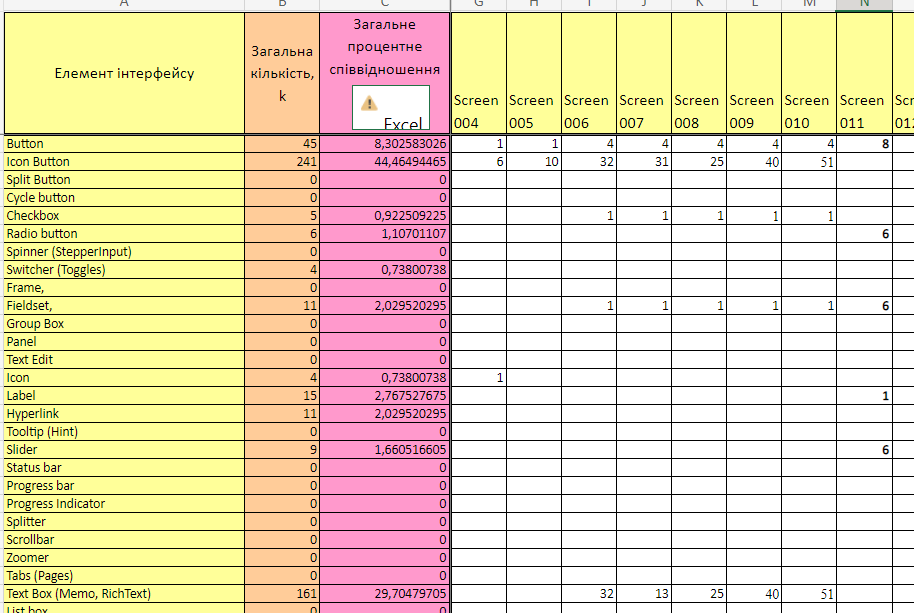 A B C G H I J K L M N
Елемент інтерфейсу Загальна кількість, k Загальне процентне співвідношення Excel Screen 004 Screen 005 Screen 006 Screen 007 Screen 008 Screen 009 Screen 010 Screen 011
Button 45 8,302583026 1 1 4 4 4 4 4 8
Icon Button 241 44,46494465 6 10 32 31 25 40 51
Split Button 0 0
Cycle button 0 0
Checkbox 5 0,922509225 1 1 1 1 1
Radio button 6 1,10701107 6
Spinner (StepperInput) 0 0
Switcher (Toggles) 4 0,73800738
Frame, 0 0
Fieldset, 11 2,029520295 1 1 1 1 1 6
Group Box 0 0
Panel 0 0
Text Edit 0 0
Icon 4 0,73800738 1
Label 15 2,767527675 1
Hyperlink 11 2,029520295
Tooltip (Hint) 0 0
Slider 9 1,660516605 6
Status bar 0 0
Progress bar 0 0
Progress Indicator 0 0
Splitter 0 0
Scrollbar 0 0
Zoomer 0 0
Tabs (Pages) 0 0
Text Box (Memo, RichText) 161 29,70479705 32 13 25 40 51
List box 0 0